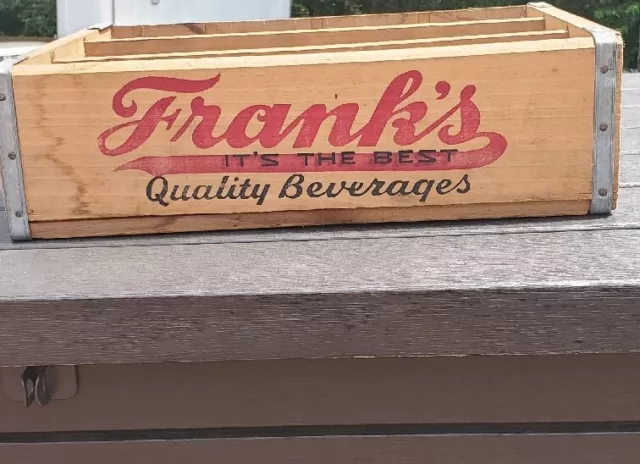 Frank's
IT'S THE BEST
Quality Beverages